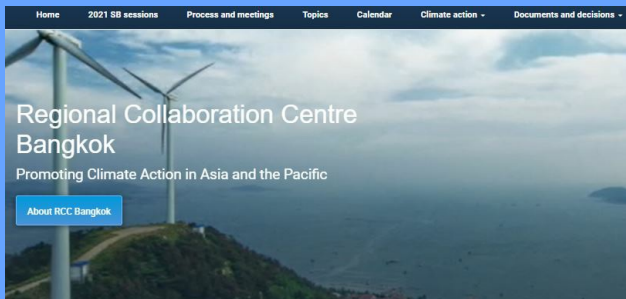 Home 2021 SB sessions Process and meetings Topics Calendar Climate action Documents and decisions
Regional Collaboration Centre
Bangkok
Promoting Climate Action in Asia and the Pacific
About RCC Bangkok